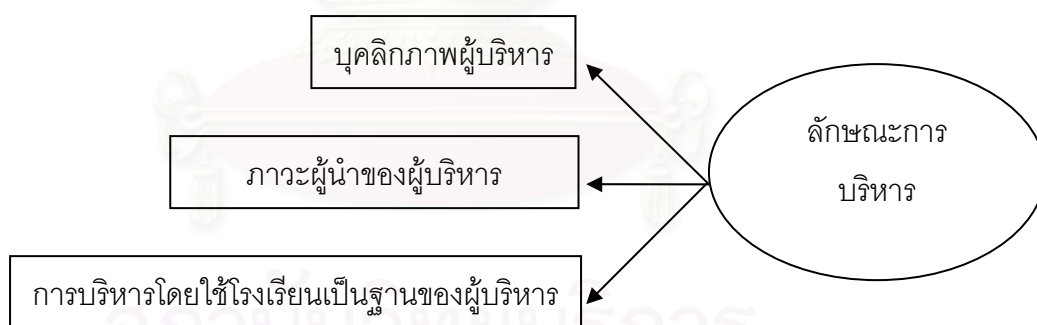 บุคลิกภาพผู้บริหาร
ลักษณะการ
บริหาร
ภาวะผู้นำของผู้บริหาร
การบริหารโดยใช้โรงเรียนเป็นฐานของผู้บริหาร